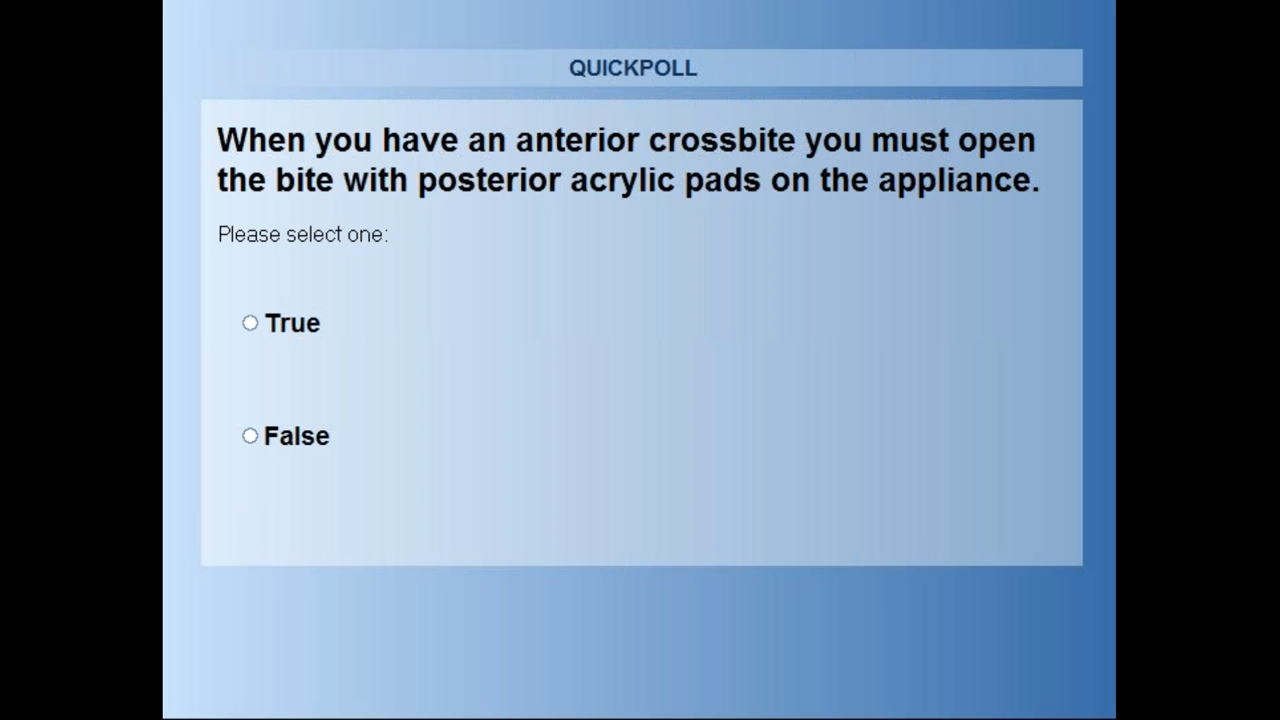 QUICKPOLL
When you have an anterior crossbite you must open
the bite with posterior acrylic pads on the appliance.
Please select one:
True
False